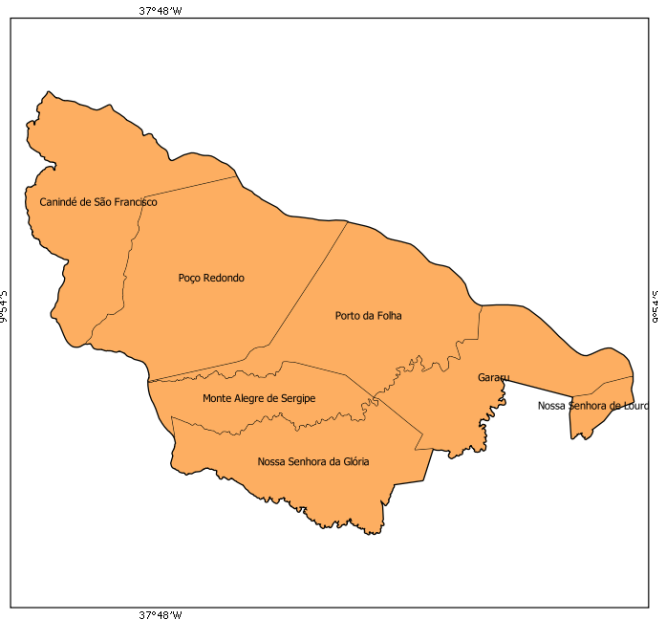 37°48'W
Canindé de São Francisco
Poço Redondo
9°54'S
9°54'S
Porto da Folha
Gararu
Monte Alegre de Sergipe
Nossa Senhora de Lourd
Nossa Senhora da Glória
37°48'W